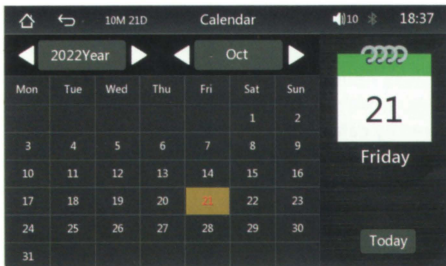 10M 21D Calendar 10 18:37
2022Year Oct
Mon Tue Wed Thu Fri Sat Sun
1 2
3 4 5 6 7 8 9
10 11 12 13 14 15 16
17 18 19 20 21 22 23
24 25 26 27 28 29 30
31
21
Friday
Today